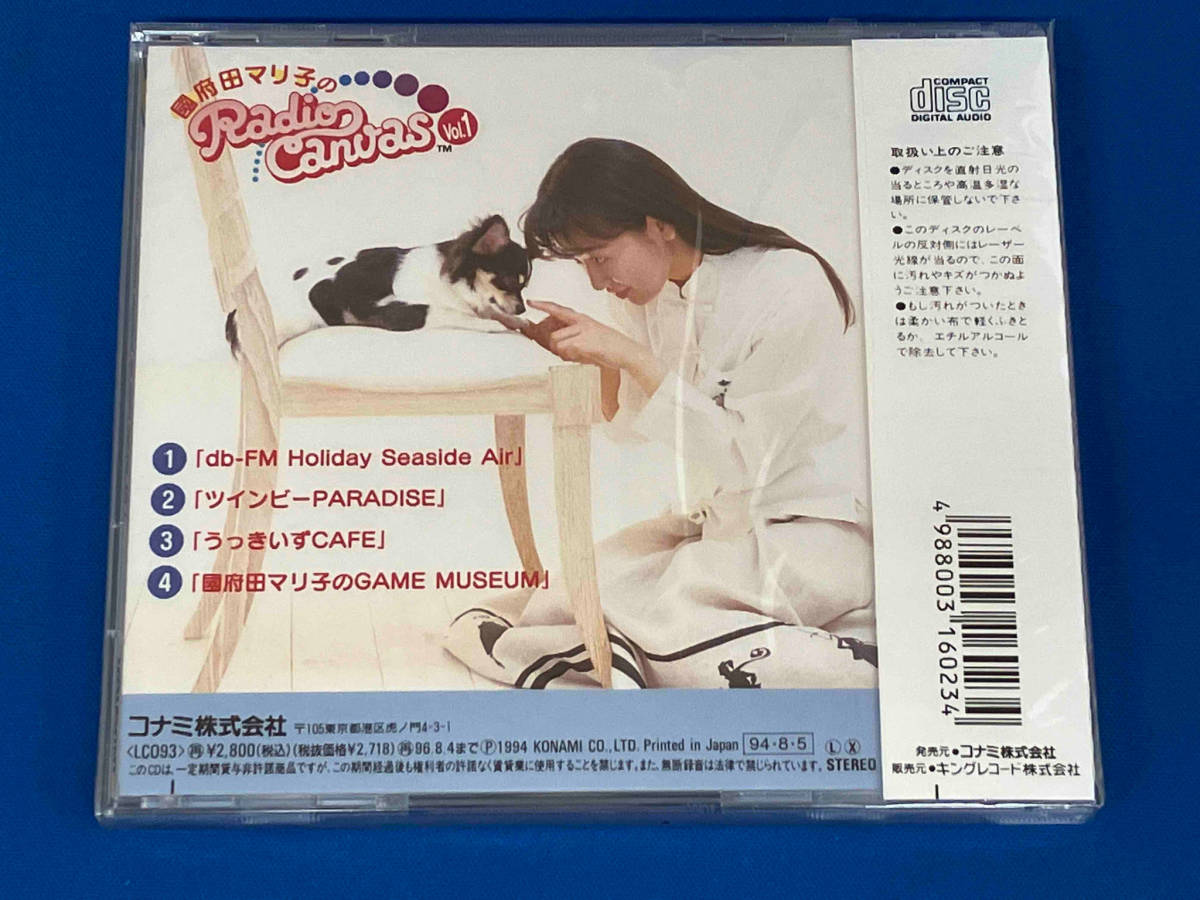 國府田マリ子の
Radio
Canvas
Vol.1
TM
1 「db-FM Holiday Seaside Air」
2 「ツインビーPARADISE」
3 「うっきいずCAFE」
4 「國府田マリ子のGAME MUSEUM」
コナミ株式会社 〒105東京都港区虎ノ門4-3-1
<LC093> 再 ¥2,800(税込)(税抜価格¥2,718) 再 96.8.4まで Ⓟ 1994 KONAMI CO.,LTD. Printed in Japan 94・8・5 Ⓛ Ⓧ
このCDは、一定期間貸与非許諾商品ですが、この期間経過後も権利者の許諾なく賃貸業に使用することを禁じます。また、無断録音は法律で禁じられています。 STEREO
COMPACT
disc
DIGITAL AUDIO
取扱い上のご注意
●ディスクを直射日光の
当るところや高温多湿な
場所に保管しないで下さ
い。
●このディスクのレーベ
ルの反対側にはレーザー
光線が当るので、この面
に汚れやキズがつかぬよ
うご注意下さい。
●もし汚れがついたとき
は柔かい布で軽くふきと
るか、エチルアルコール
で除去して下さい。
4 988003 160234
発売元●コナミ株式会社
販売元●キングレコード株式会社